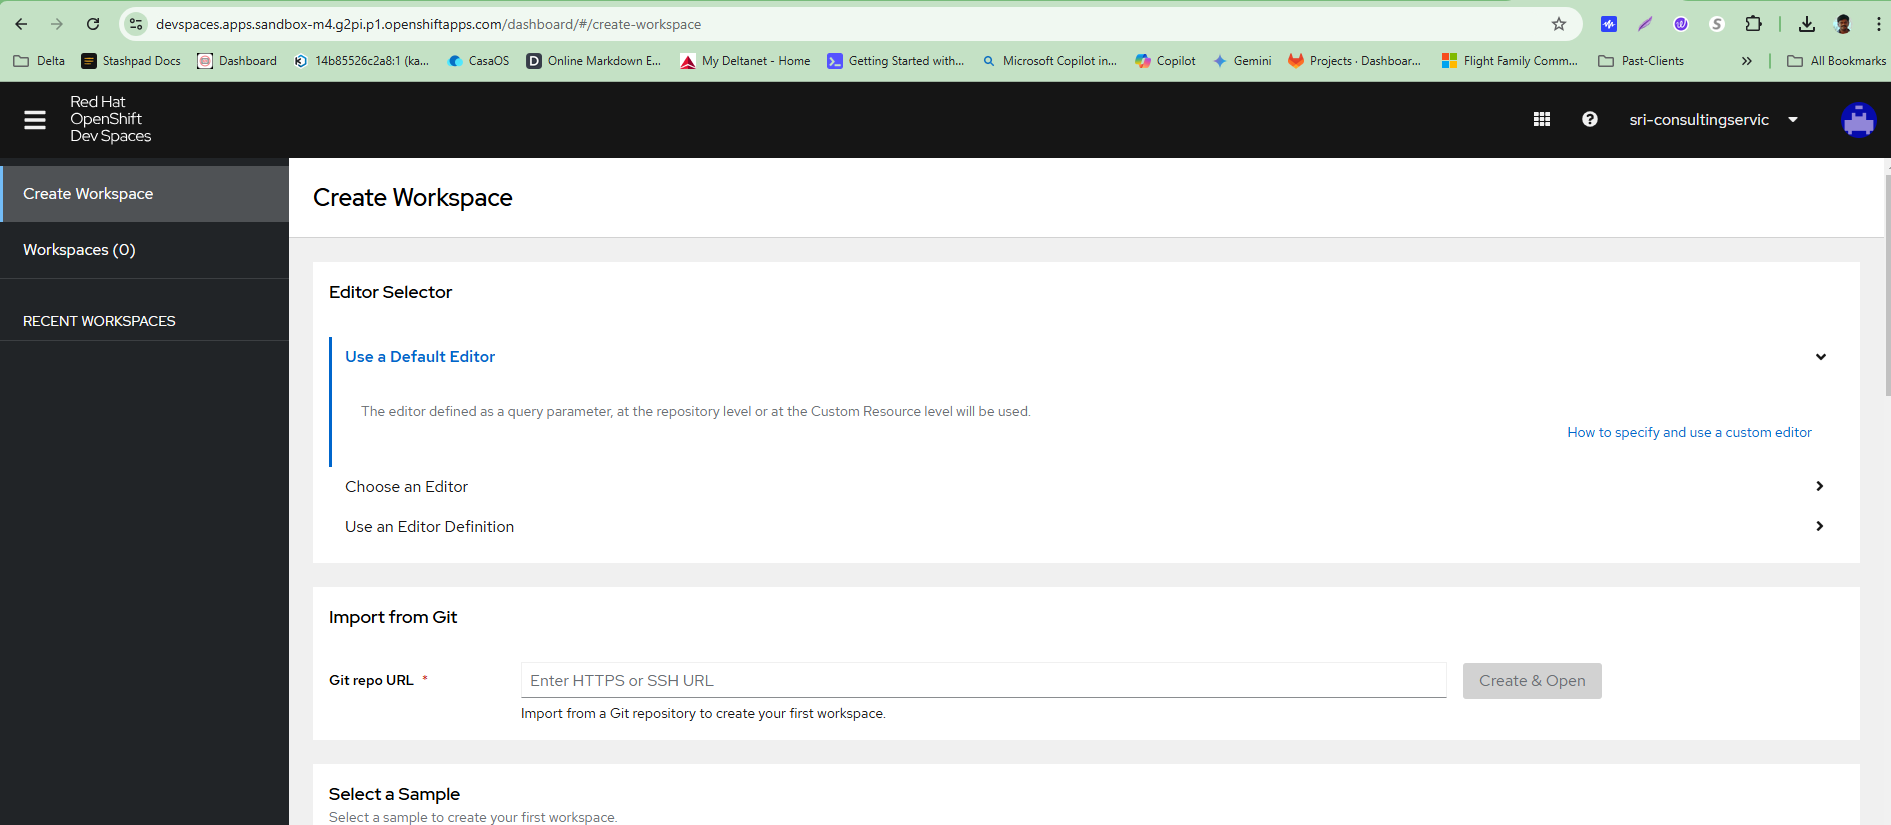 devspaces.apps.sandbox-m4.g2pi.p1.openshiftapps.com/dashboard/#/create-workspace
Delta Stashpad Docs Dashboard 14b85526c2a8:1 (ka... CasaOS Online Markdown E... My Deltanet - Home Getting Started with... Microsoft Copilot in... Copilot Gemini Projects · Dashboar... Flight Family Comm... Past-Clients » All Bookmarks
Red Hat
OpenShift
Dev Spaces
sri-consultingservic
Create Workspace
Workspaces (0)
RECENT WORKSPACES
Create Workspace
Editor Selector
Use a Default Editor
The editor defined as a query parameter, at the repository level or at the Custom Resource level will be used.
How to specify and use a custom editor
Choose an Editor
Use an Editor Definition
Import from Git
Git repo URL * Enter HTTPS or SSH URL Create & Open
Import from a Git repository to create your first workspace.
Select a Sample
Select a sample to create your first workspace.